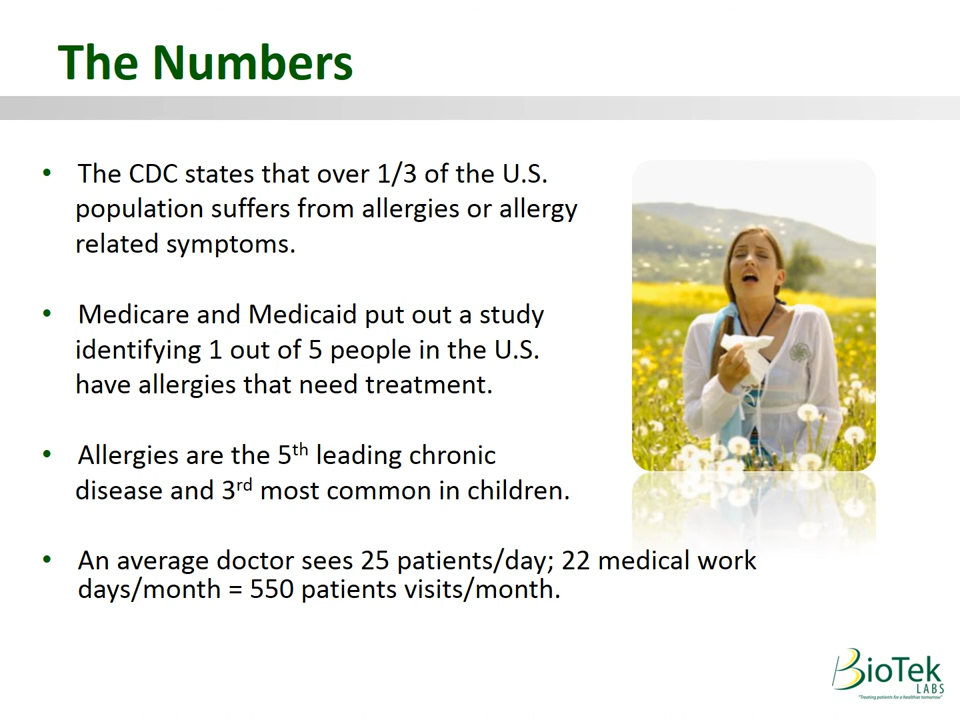 The Numbers
• The CDC states that over 1/3 of the U.S.
population suffers from allergies or allergy
related symptoms.
• Medicare and Medicaid put out a study
identifying 1 out of 5 people in the U.S.
have allergies that need treatment.
• Allergies are the 5th leading chronic
disease and 3rd most common in children.
• An average doctor sees 25 patients/day; 22 medical work
days/month = 550 patients visits/month.
BioTek
LABS
"Treating patients for a healthier tomorrow"